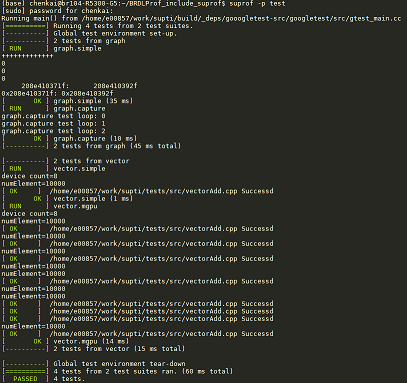 (base) chenkai@br104-R5300-G5:~/BRDLProf_include_suprof$ suprof -p test
[sudo] password for chenkai:
Running main() from /home/e00857/work/supti/build/_deps/gooogletest-src/googletest/src/gtest_main.cc
[==========] Running 4 tests from 2 test suites.
[----------] Global test environment set-up.
[----------] 2 tests from graph
[ RUN      ] graph.simple
+++++++++++++
0
0
0
208e410371f: 208e410392f
0x208e410371f: 0x208e410392f
[       OK ] graph.simple (35 ms)
[ RUN      ] graph.capture
graph.capture test loop: 0
graph.capture test loop: 1
graph.capture test loop: 2
[       OK ] graph.capture (10 ms)
[----------] 2 tests from graph (45 ms total)
[----------] 2 tests from vector
[ RUN      ] vector.simple
device count=8
numElement=10000
[ OK     ]  /home/e00857/work/supti/tests/src/vectorAdd.cpp Successd
[       OK ] vector.simple (1 ms)
[ RUN      ] vector.mgpu
device count=8
numElement=10000
[ OK     ]  /home/e00857/work/supti/tests/src/vectorAdd.cpp Successd
numElement=10000
[ OK     ]  /home/e00857/work/supti/tests/src/vectorAdd.cpp Successd
numElement=10000
[ OK     ]  /home/e00857/work/supti/tests/src/vectorAdd.cpp Successd
numElement=10000
[ OK     ]  /home/e00857/work/supti/tests/src/vectorAdd.cpp Successd
numElement=10000
[ OK     ]  /home/e00857/work/supti/tests/src/vectorAdd.cpp Successd
numElement=10000
[ OK     ]  /home/e00857/work/supti/tests/src/vectorAdd.cpp Successd
[ OK     ]  /home/e00857/work/supti/tests/src/vectorAdd.cpp Successd
numElement=10000
[ OK     ]  /home/e00857/work/supti/tests/src/vectorAdd.cpp Successd
[       OK ] vector.mgpu (14 ms)
[----------] 2 tests from vector (15 ms total)
[----------] Global test environment tear-down
[==========] 4 tests from 2 test suites ran. (60 ms total)
[  PASSED  ] 4 tests.